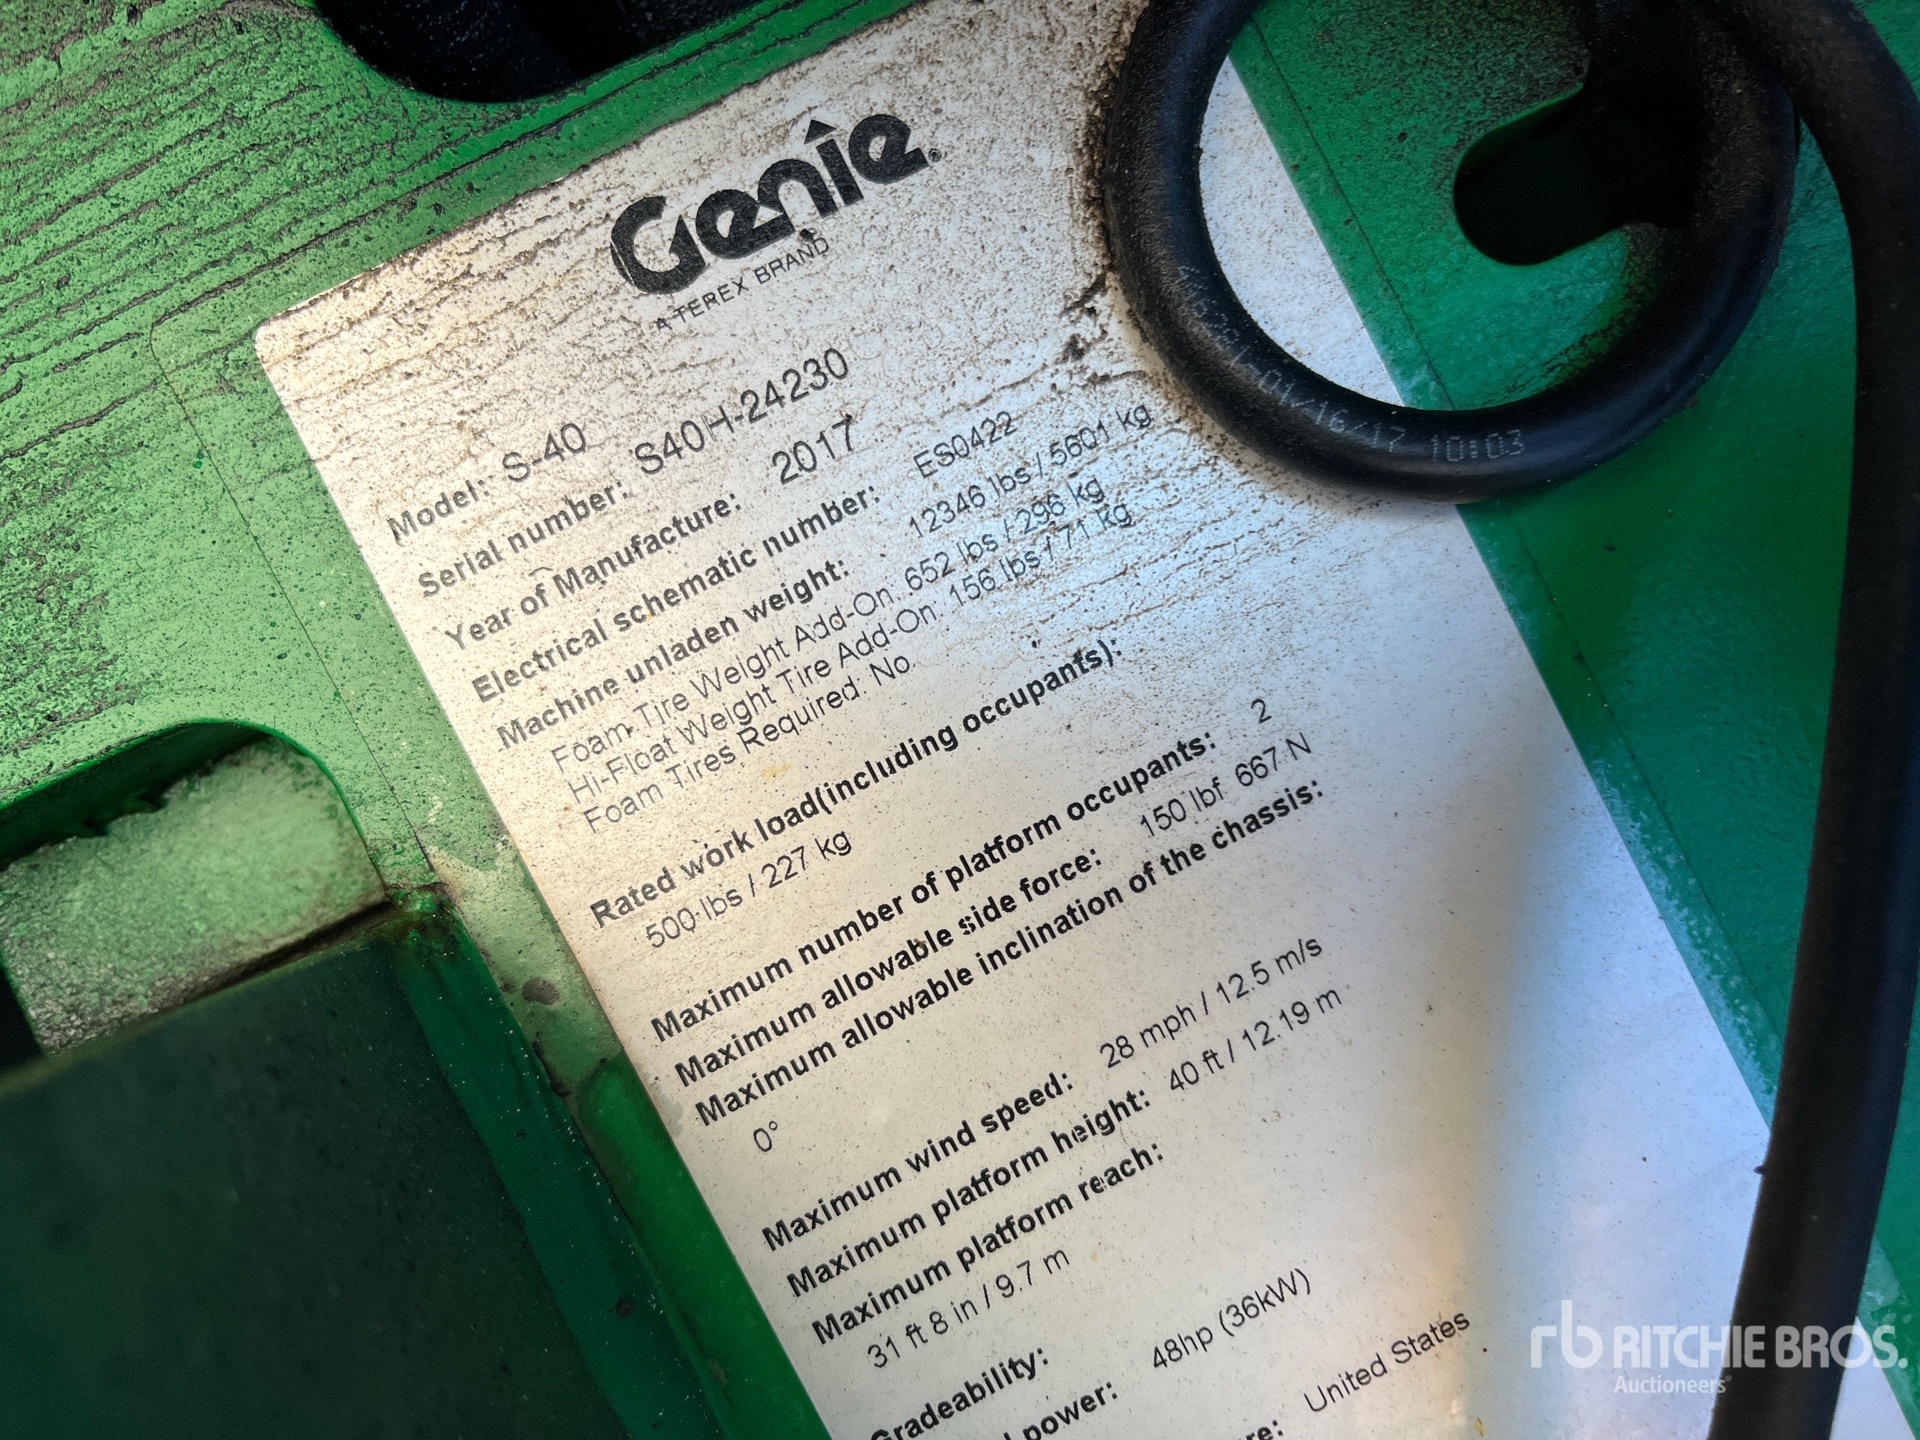 Genie
A TEREX BRAND
Model: S-40
Serial number: S40H-24230
Year of Manufacture: 2017
Electrical schematic number: ES0422
Machine unladen weight: 12346 lbs / 5601 kg
Foam Tire Weight Add-On: 652 lbs / 296 kg
Hi-Float Weight Tire Add-On: 156 lbs / 71 kg
Foam Tires Required: No
Rated work load(including occupants):
500 lbs / 227 kg
Maximum number of platform occupants: 2
Maximum allowable side force: 150 lbf 667 N
Maximum allowable inclination of the chassis:
0°
Maximum wind speed: 28 mph / 12.5 m/s
Maximum platform height: 40 ft / 12.19 m
Maximum platform reach:
31 ft 8 in / 9.7 m
Gradeability:
power: 48hp (36kW)
United States
01/16/17 10:03
rb RITCHIE BROS.
Auctioneers